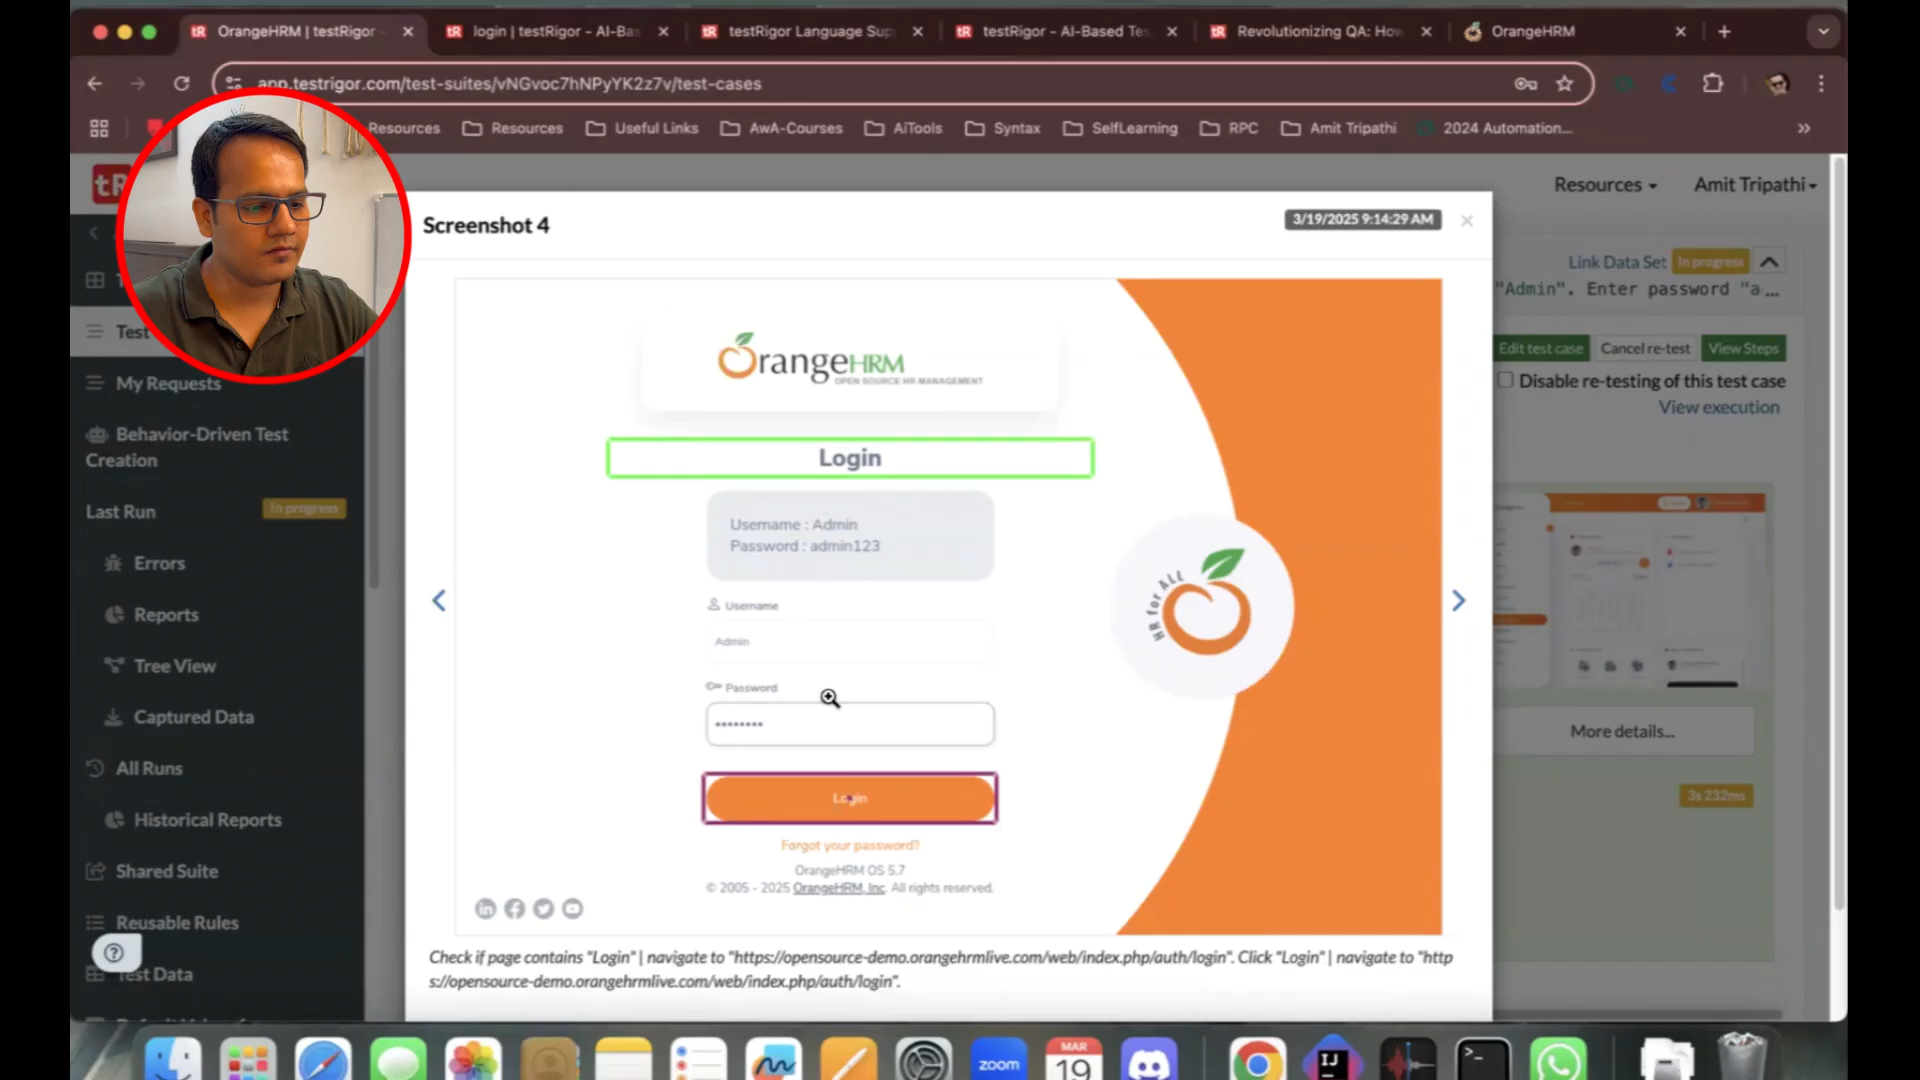 OrangeHRM | testRigor -
login | testRigor - AI-Bas
testRigor Language Sup
testRigor - AI-Based Tes
Revolutionizing QA: How
OrangeHRM
app.testrigor.com/test-suites/vNGvoc7hNPyYK2z7v/test-cases
Resources
Resources
Useful Links
AwA-Courses
AiTools
Syntax
SelfLearning
RPC
Amit Tripathi
2024 Automation...
tR
Resources
Amit Tripathi
Screenshot 4
3/19/2025 9:14:29 AM
Link Data Set
In progress
"Admin". Enter password "a...
Test
Edit test case
Cancel re-test
View Steps
Disable re-testing of this test case
View execution
My Requests
Behavior-Driven Test
Creation
Last Run
In progress
Errors
Reports
Tree View
Captured Data
All Runs
Historical Reports
Shared Suite
Reusable Rules
Test Data
OrangeHRM
OPEN SOURCE HR MANAGEMENT
Login
Username : Admin
Password : admin123
Username
Admin
Password
••••••••
Login
Forgot your password?
OrangeHRM OS 5.7
© 2005 - 2025 OrangeHRM, Inc. All rights reserved.
HR for ALL
More details...
3s 232ms
Check if page contains "Login" | navigate to "https://opensource-demo.orangehrmlive.com/web/index.php/auth/login". Click "Login" | navigate to "http
s://opensource-demo.orangehrmlive.com/web/index.php/auth/login".
zoom
MAR
19
IJ